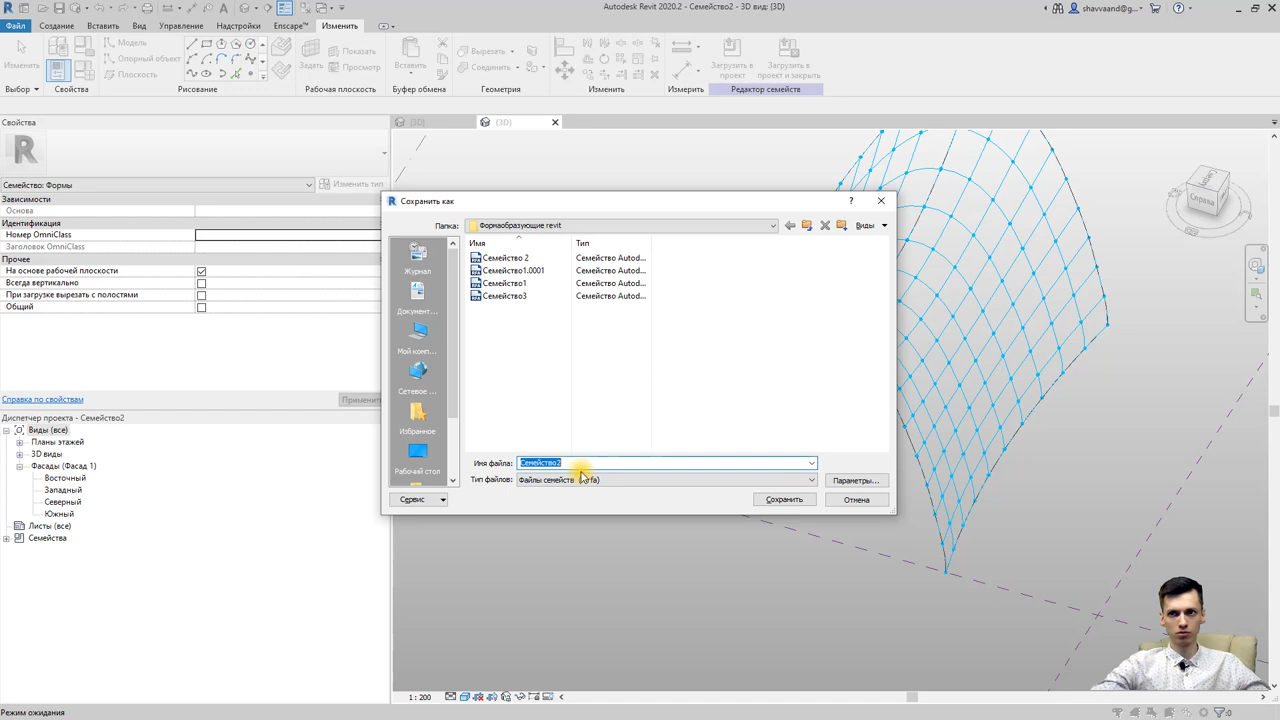 Autodesk Revit 2020.2 - Семейство2 - 3D вид: {3D}
shavvaand@g...
Файл
Создание
Вставить
Вид
Управление
Надстройки
Enscape™
Изменить
Изменить
Модель
Опорный объект
Плоскость
Задать
Показать
Просмотр
Вставить
Вырезать
Соединить
Загрузить в проект
Загрузить в проект и закрыть
Выбор
Свойства
Рисование
Рабочая плоскость
Буфер обмена
Геометрия
Изменить
Измерить
Редактор семейств
Свойства
{3D}
{3D}
Семейство: Формы
Изменить тип
Зависимости
Основа
Идентификация
Номер OmniClass
Заголовок OmniClass
Прочее
На основе рабочей плоскости
Всегда вертикально
При загрузке вырезать с полостями
Общий
Справка по свойствам
Применить
Диспетчер проекта - Семейство2
Виды (все)
Планы этажей
3D виды
Фасады (Фасад 1)
Восточный
Западный
Северный
Южный
Листы (все)
Семейства
Сохранить как
Папка:
Формаобразующие revit
Виды
Имя
Тип
Семейство 2
Семейство Autod...
Семейство1.0001
Семейство Autod...
Семейство1
Семейство Autod...
Семейство3
Семейство Autod...
Журнал
Документ...
Мой комп...
Сетевое ...
Избранное
Рабочий стол
Имя файла:
Семейство2
Тип файлов:
Файлы семейств
Параметры...
Сервис
Сохранить
Отмена
Справа
1 : 200
Режим ожидания
:0